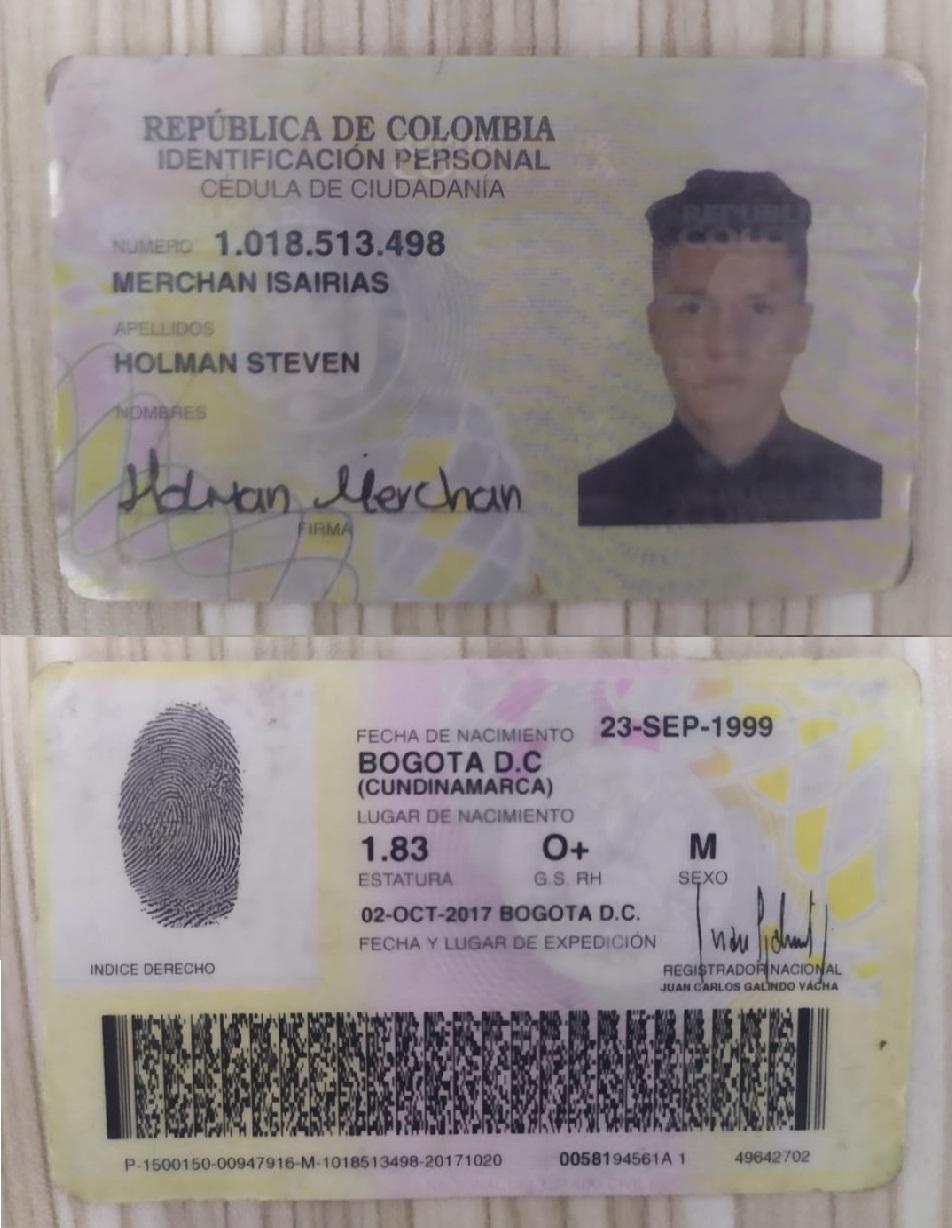 REPÚBLICA DE COLOMBIA
IDENTIFICACIÓN PERSONAL
CÉDULA DE CIUDADANÍA
NUMERO 1.018.513.498
MERCHAN ISAIRIAS
APELLIDOS
HOLMAN STEVEN
NOMBRES
Holman Merchan
FIRMA
FECHA DE NACIMIENTO 23-SEP-1999
BOGOTA D.C
(CUNDINAMARCA)
LUGAR DE NACIMIENTO
1.83 O+ M
ESTATURA G.S. RH SEXO
02-OCT-2017 BOGOTA D.C.
FECHA Y LUGAR DE EXPEDICIÓN
INDICE DERECHO
REGISTRADOR NACIONAL
JUAN CARLOS GALINDO VÁCHA
P-1500150-00947916-M-1018513498-20171020 0058194561A 1 49642702